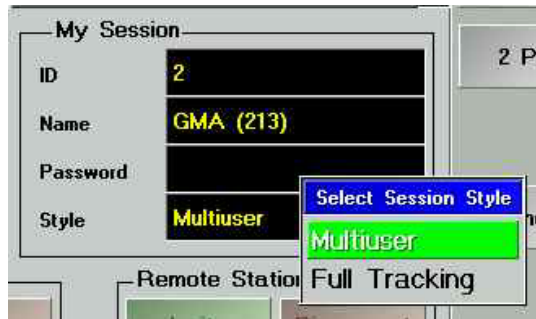 My Session
2 P
ID 2
Name GMA (213)
Password
Select Session Style
Style Multiuser
Multiuser
Full Tracking
Remote Station